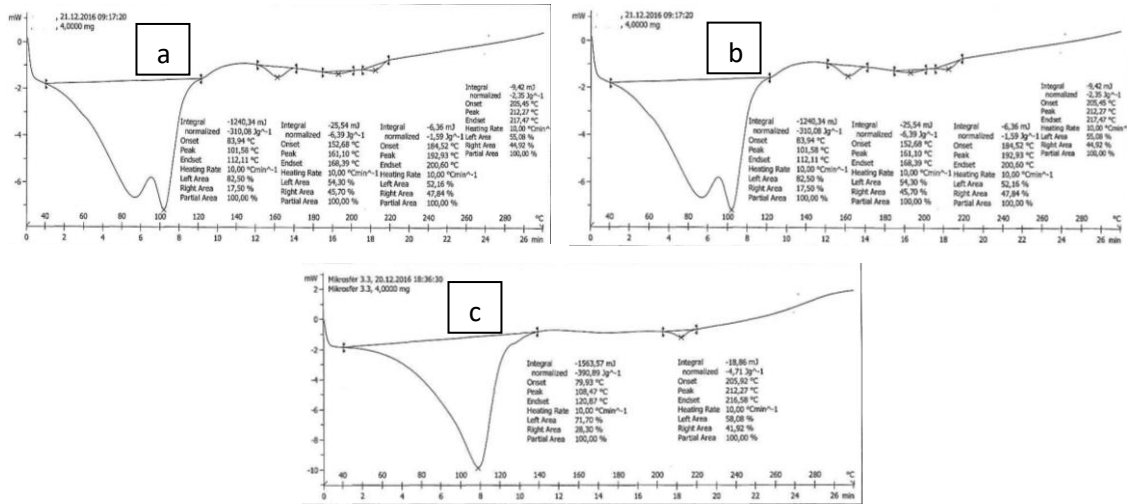 mW , 21.12.2016 09:17:20
, 4,0000 mg
a
0
-2
-4
-6
Integral -1240,34 mJ
normalized -310,08 Jg^-1
Onset 83,94 °C
Peak 101,58 °C
Endset 112,11 °C
Heating Rate 10,00 °Cmin^-1
Left Area 82,50 %
Right Area 17,50 %
Partial Area 100,00 %
Integral -25,54 mJ
normalized -6,39 Jg^-1
Onset 152,68 °C
Peak 161,10 °C
Endset 168,39 °C
Heating Rate 10,00 °Cmin^-1
Left Area 54,30 %
Right Area 45,70 %
Partial Area 100,00 %
Integral -6,36 mJ
normalized -1,59 Jg^-1
Onset 184,52 °C
Peak 192,93 °C
Endset 200,60 °C
Heating Rate 10,00 °Cmin^-1
Left Area 52,16 %
Right Area 47,84 %
Partial Area 100,00 %
Integral -9,42 mJ
normalized -2,35 Jg^-1
Onset 205,45 °C
Peak 212,27 °C
Endset 217,47 °C
Heating Rate 10,00 °Cmin^-1
Left Area 55,08 %
Right Area 44,92 %
Partial Area 100,00 %
40 60 80 100 120 140 160 180 200 220 240 260 280 °C
0 2 4 6 8 10 12 14 16 18 20 22 24 26 min
mW , 21.12.2016 09:17:20
, 4,0000 mg
b
0
-2
-4
-6
Integral -1240,34 mJ
normalized -310,08 Jg^-1
Onset 83,94 °C
Peak 101,58 °C
Endset 112,11 °C
Heating Rate 10,00 °Cmin^-1
Left Area 82,50 %
Right Area 17,50 %
Partial Area 100,00 %
Integral -25,54 mJ
normalized -6,39 Jg^-1
Onset 152,68 °C
Peak 161,10 °C
Endset 168,39 °C
Heating Rate 10,00 °Cmin^-1
Left Area 54,30 %
Right Area 45,70 %
Partial Area 100,00 %
Integral -6,36 mJ
normalized -1,59 Jg^-1
Onset 184,52 °C
Peak 192,93 °C
Endset 200,60 °C
Heating Rate 10,00 °Cmin^-1
Left Area 52,16 %
Right Area 47,84 %
Partial Area 100,00 %
Integral -9,42 mJ
normalized -2,35 Jg^-1
Onset 205,45 °C
Peak 212,27 °C
Endset 217,47 °C
Heating Rate 10,00 °Cmin^-1
Left Area 55,08 %
Right Area 44,92 %
Partial Area 100,00 %
40 60 80 100 120 140 160 180 200 220 240 260 280 °C
0 2 4 6 8 10 12 14 16 18 20 22 24 26 min
mW Mikrosfer 3.3, 20.12.2016 18:36:30
Mikrosfer 3.3, 4,0000 mg
c
2
0
-2
-4
-6
-8
-10
Integral -1563,57 mJ
normalized -390,89 Jg^-1
Onset 79,93 °C
Peak 108,47 °C
Endset 120,87 °C
Heating Rate 10,00 °Cmin^-1
Left Area 71,70 %
Right Area 28,30 %
Partial Area 100,00 %
Integral -18,86 mJ
normalized -4,71 Jg^-1
Onset 205,92 °C
Peak 212,27 °C
Endset 216,58 °C
Heating Rate 10,00 °Cmin^-1
Left Area 58,08 %
Right Area 41,92 %
Partial Area 100,00 %
40 60 80 100 120 140 160 180 200 220 240 260 280 °C
0 2 4 6 8 10 12 14 16 18 20 22 24 26 min